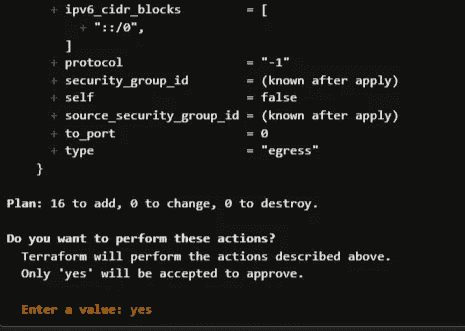 + ipv6_cidr_blocks = [
+ "::/0",
]
+ protocol = "-1"
+ security_group_id = (known after apply)
+ self = false
+ source_security_group_id = (known after apply)
+ to_port = 0
+ type = "egress"
}
Plan: 16 to add, 0 to change, 0 to destroy.
Do you want to perform these actions?
Terraform will perform the actions described above.
Only 'yes' will be accepted to approve.
Enter a value: yes